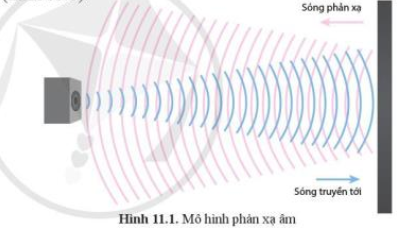 Sóng phản xạ
Sóng truyền tới
Hình 11.1. Mô hình phản xạ âm